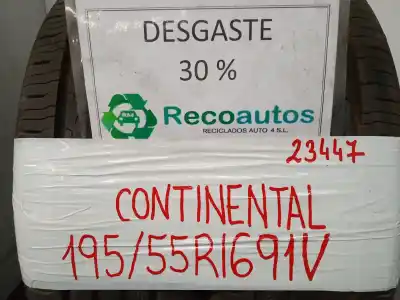 DESGASTE
30 %
Recoautos
RECICLADOS AUTO 4 S.L.
23447
CONTINENTAL
195/55R1691V